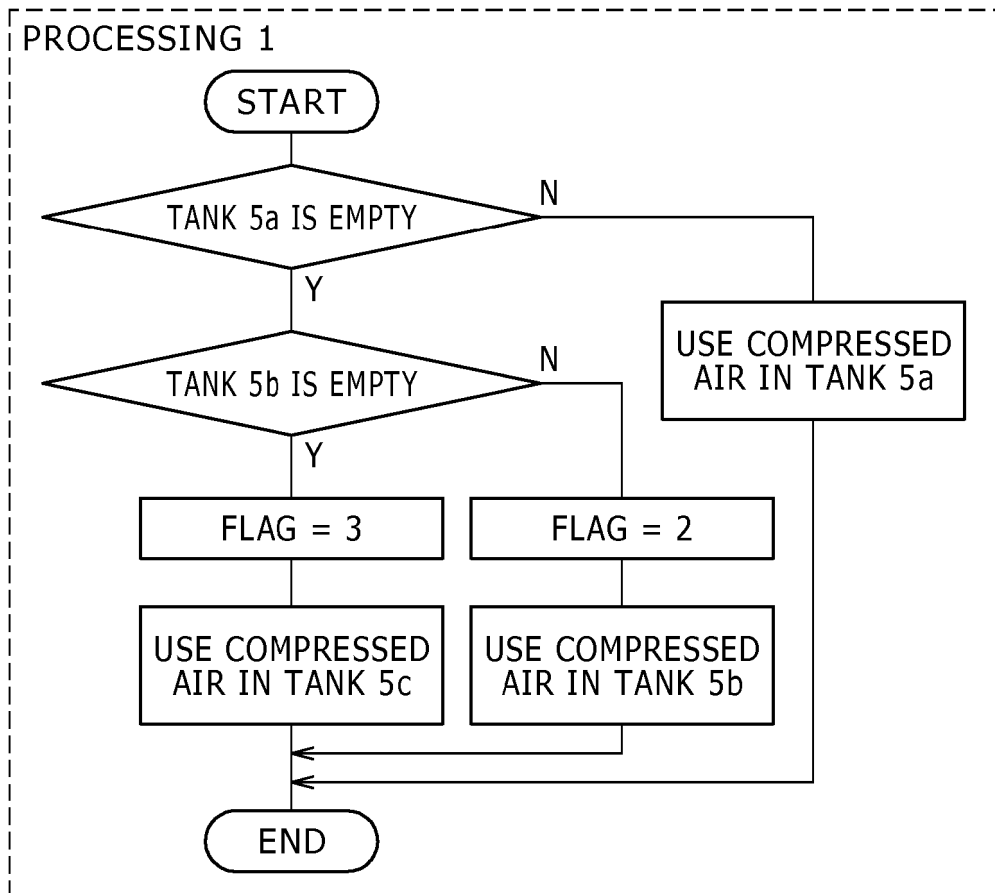 PROCESSING 1
START
TANK 5a IS EMPTY
N
Y
USE COMPRESSED
AIR IN TANK 5a
TANK 5b IS EMPTY
N
Y
FLAG = 3
FLAG = 2
USE COMPRESSED
AIR IN TANK 5c
USE COMPRESSED
AIR IN TANK 5b
END